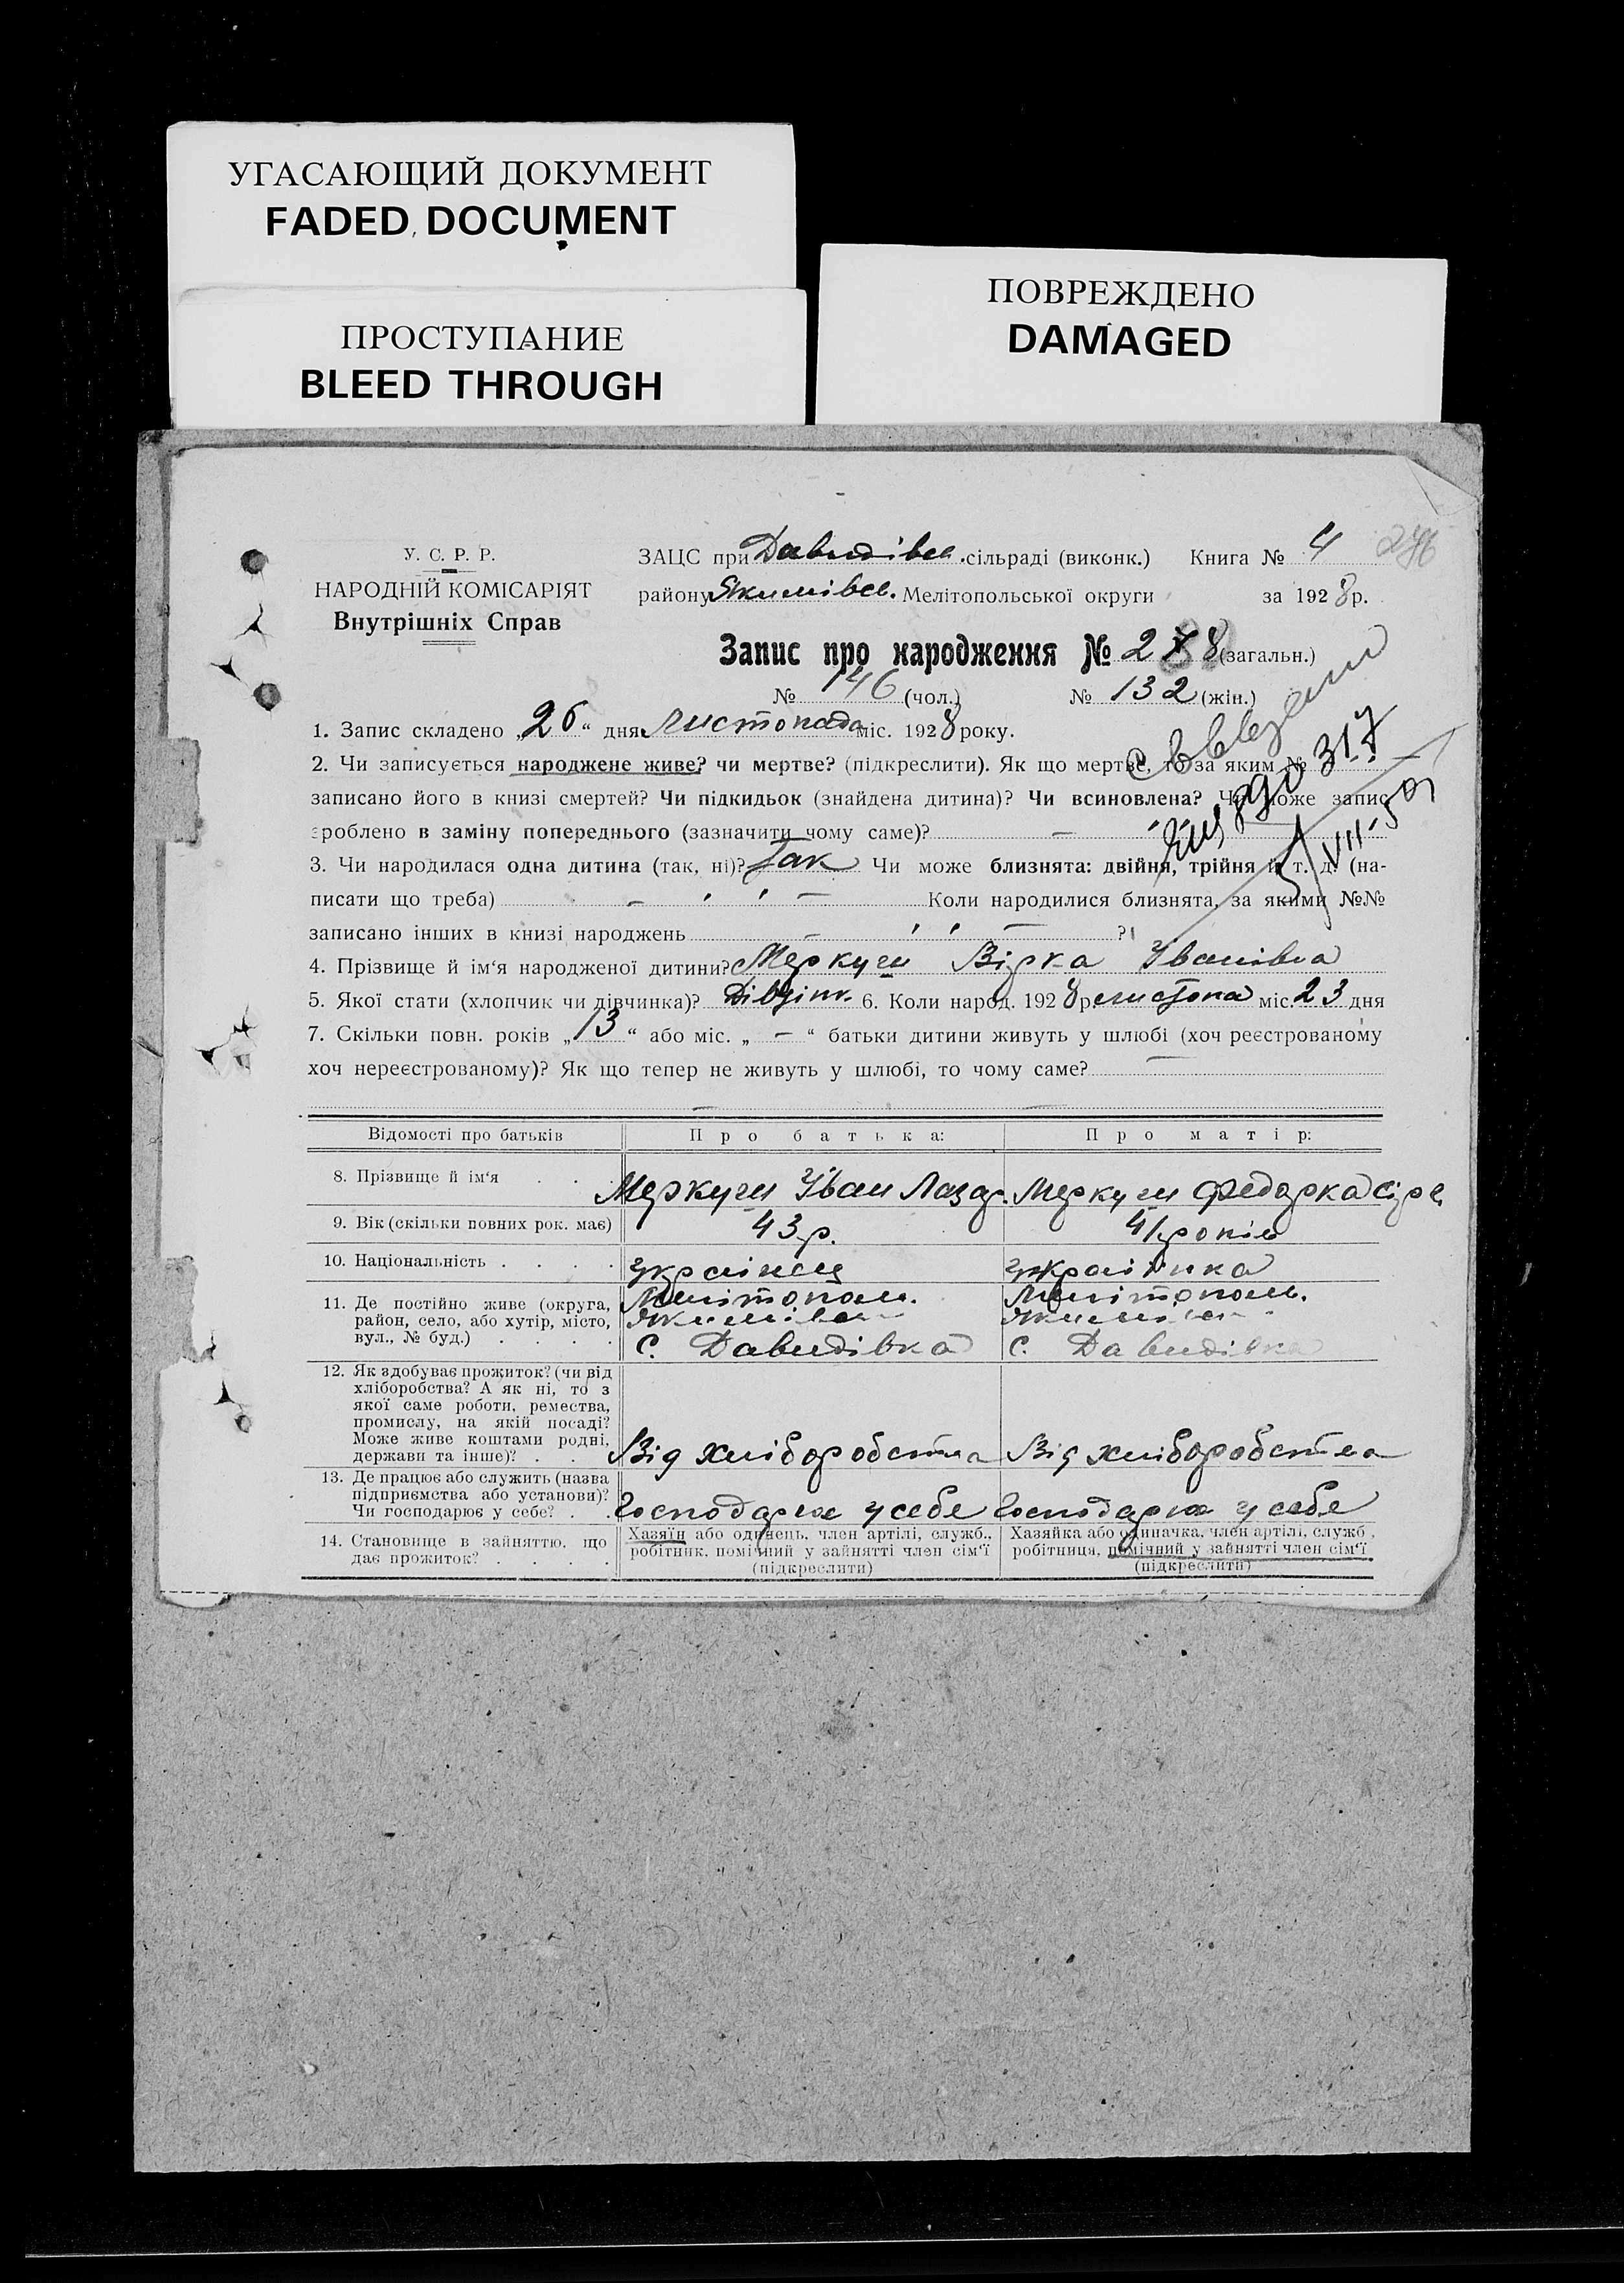 УГАСАЮЩИЙ ДОКУМЕНТ
FADED DOCUMENT
ПРОСТУПАНИЕ
BLEED THROUGH
ПОВРЕЖДЕНО
DAMAGED
У. С. Р. Р.
НАРОДНІЙ КОМІСАРІЯТ
Внутрішніх Справ
ЗАЦС при Давидівсь. сільраді (виконк.) Книга № 4 276
району Якимівсь. Мелітопольської округи за 1928 р.
Запис про народження № 278 (загальн.)
№ 146 (чол.) № 132 (жін.)
1. Запис складено „26“ дня листопада міс. 1928 року.
2. Чи записується народжене живе? чи мертве? (підкреслити). Як що мертве, то за яким №
записано його в книзі смертей? Чи підкидьок (знайдена дитина)? Чи всиновлена? Чи може запис
зроблено в заміну попереднього (зазначити чому саме)? —
3. Чи народилася одна дитина (так, ні)? Так Чи може близнята: двійня, трійня й т. д. (на-
писати що треба) — Коли народилися близнята, за якими №№
записано інших в книзі народжень — ?
4. Прізвище й ім‘я народженої дитини? Меркули Вірка Іванівна
5. Якої стати (хлопчик чи дівчинка)? Дівчинк. 6. Коли народ. 1928 р. листопа міс. 23 дня
7. Скільки повн. років „13“ або міс. „—“ батьки дитини живуть у шлюбі (хоч реєстрованому
хоч нереєстрованому)? Як що тепер не живуть у шлюбі, то чому саме? —
Відомості про батьків Про батька: Про матір:
8. Прізвище й ім‘я . . Іван Лазар. Федорка
9. Вік (скільки повних рок. має) 43 р. 41 років
10. Національність . . . . українец українка
11. Де постійно живе (округа, Мелітополь. Мелітополь.
район, село, або хутір, місто,
вул., № буд.) . . . . С. Давидівка С. Давидівка
12. Як здобуває прожиток? (чи від
хліборобства? А як ні, то з
якої саме роботи, ремества,
промислу, на якій посаді?
Може живе коштами родні,
держави та інше)? . . Від хліборобства Від хліборобства
13. Де працює або служить (назва
підприємства або установи)?
Чи господарює у себе? . . Господарює у себе Господарює у себе
14. Становище в зайняттю, що
дає прожиток? . . . .
Хазяїн або одинець, член артілі, служб.,
робітник, помічний у зайнятті член сім‘ї
(підкреслити)
Хазяйка або одиначка, член артілі, служб.,
робітниця, помічний у зайнятті член сім‘ї
(підкреслити)